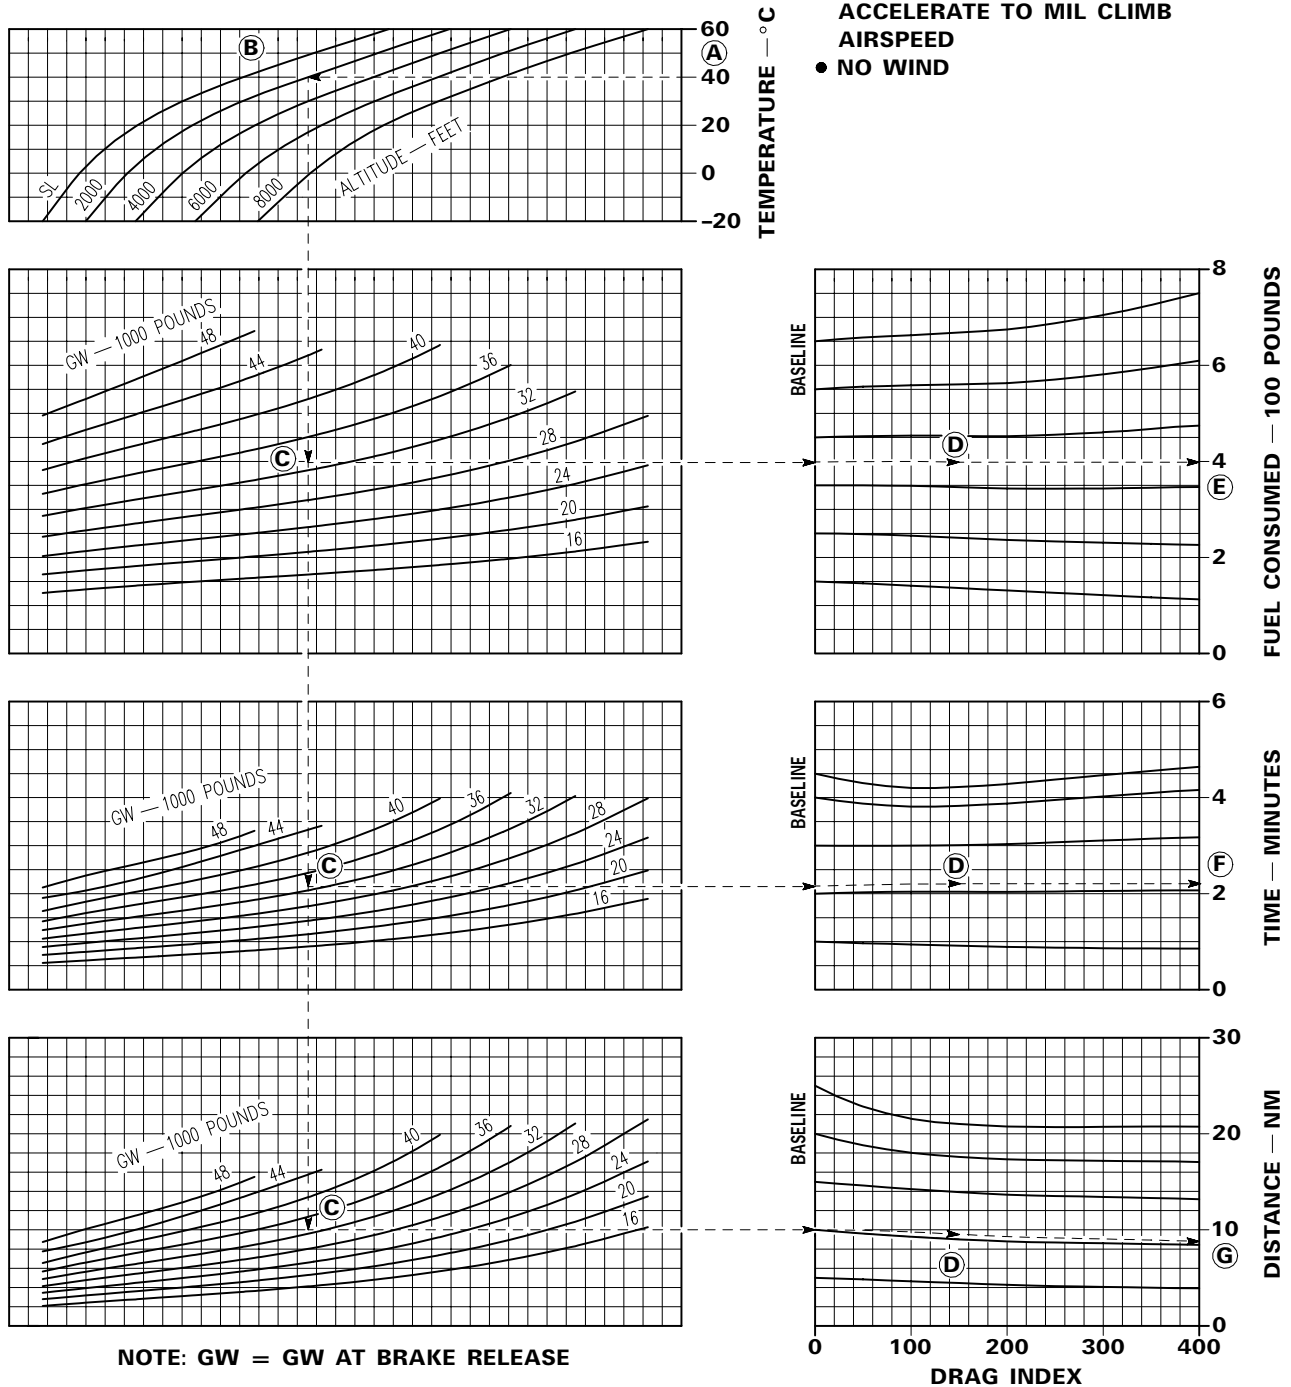 ACCELERATE TO MIL CLIMB
AIRSPEED
● NO WIND
60
A
40
20
0
–20
TEMPERATURE — °C
B
SL
2000
4000
6000
8000
ALTITUDE — FEET
GW — 1000 POUNDS
48
44
40
36
32
28
24
20
16
C
BASELINE
D
8
6
4
E
2
0
FUEL CONSUMED — 100 POUNDS
GW — 1000 POUNDS
48
44
40
36
32
28
24
20
16
C
BASELINE
D
6
4
F
2
0
TIME — MINUTES
GW — 1000 POUNDS
48
44
40
36
32
28
24
20
16
C
BASELINE
D
30
20
10
G
0
DISTANCE — NM
0 100 200 300 400
DRAG INDEX
NOTE: GW = GW AT BRAKE RELEASE